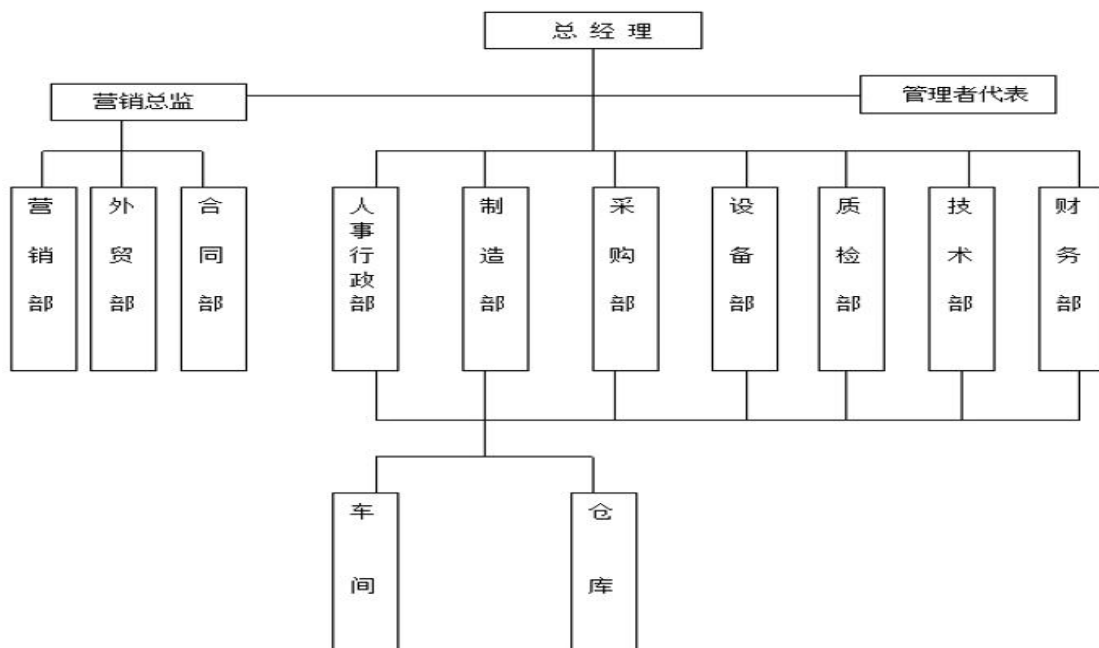 总经理
营销总监
管理者代表
营销部
外贸部
合同部
人事行政部
制造部
采购部
设备部
质检部
技术部
财务部
车间
仓库